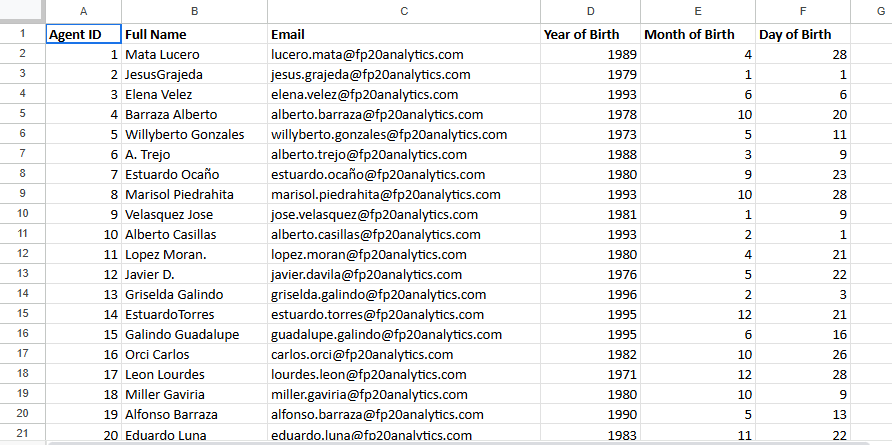 A B C D E F G
1 Agent ID Full Name Email Year of Birth Month of Birth Day of Birth
2 1 Mata Lucero lucero.mata@fp20analytics.com 1989 4 28
3 2 JesusGrajeda jesus.grajeda@fp20analytics.com 1979 1 1
4 3 Elena Velez elena.velez@fp20analytics.com 1993 6 6
5 4 Barraza Alberto alberto.barraza@fp20analytics.com 1978 10 20
6 5 Willyberto Gonzales willyberto.gonzales@fp20analytics.com 1973 5 11
7 6 A. Trejo alberto.trejo@fp20analytics.com 1988 3 9
8 7 Estuardo Ocaño estuardo.ocaño@fp20analytics.com 1980 9 23
9 8 Marisol Piedrahita marisol.piedrahita@fp20analytics.com 1993 10 28
10 9 Velasquez Jose jose.velasquez@fp20analytics.com 1981 1 9
11 10 Alberto Casillas alberto.casillas@fp20analytics.com 1993 2 1
12 11 Lopez Moran. lopez.moran@fp20analytics.com 1980 4 21
13 12 Javier D. javier.davila@fp20analytics.com 1976 5 22
14 13 Griselda Galindo griselda.galindo@fp20analytics.com 1996 2 3
15 14 EstuardoTorres estuardo.torres@fp20analytics.com 1995 12 21
16 15 Galindo Guadalupe guadalupe.galindo@fp20analytics.com 1995 6 16
17 16 Orci Carlos carlos.orci@fp20analytics.com 1982 10 26
18 17 Leon Lourdes lourdes.leon@fp20analytics.com 1971 12 28
19 18 Miller Gaviria miller.gaviria@fp20analytics.com 1980 10 9
20 19 Alfonso Barraza alfonso.barraza@fp20analytics.com 1990 5 13
21 20 Eduardo Luna eduardo.luna@fp20analytics.com 1983 11 22